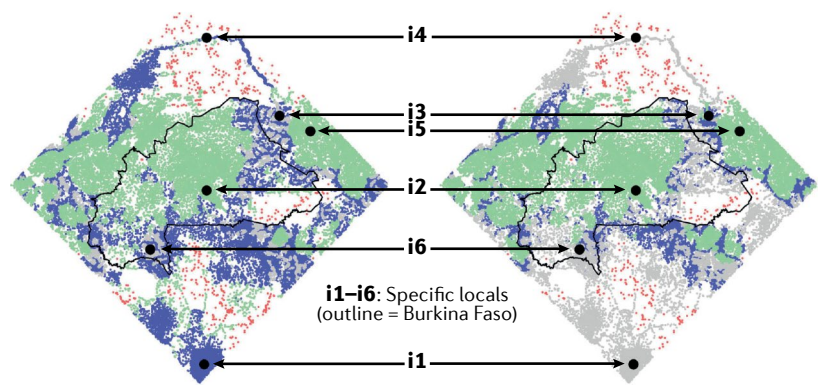 i4
i3
i5
i2
i6
i1–i6: Specific locals
(outline = Burkina Faso)
i1